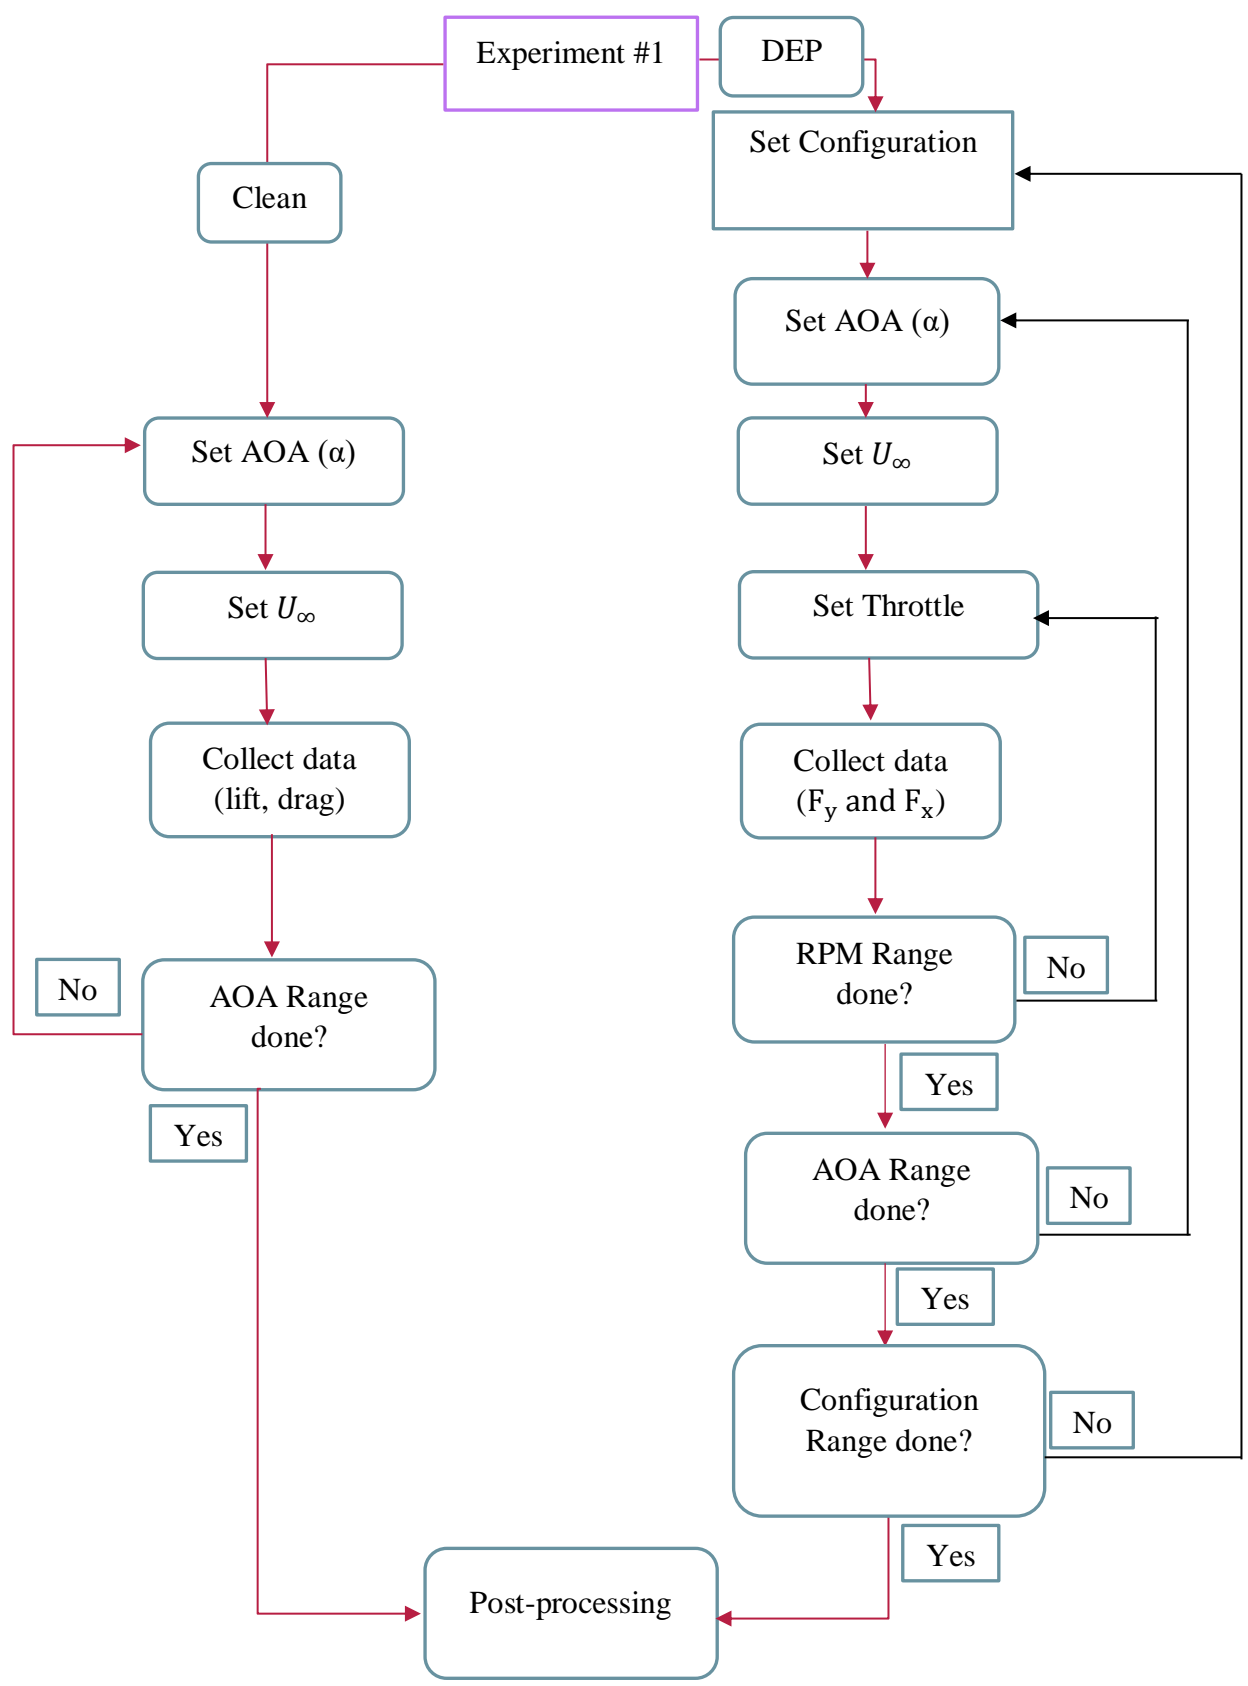 Experiment #1
DEP
Set Configuration
Clean
Set AOA (α)
Set AOA (α)
Set U∞
Set U∞
Set Throttle
Collect data
(lift, drag)
Collect data
(Fy and Fx)
RPM Range
done?
No
No
AOA Range
done?
Yes
Yes
AOA Range
done?
No
Yes
Configuration
Range done?
No
Yes
Post-processing